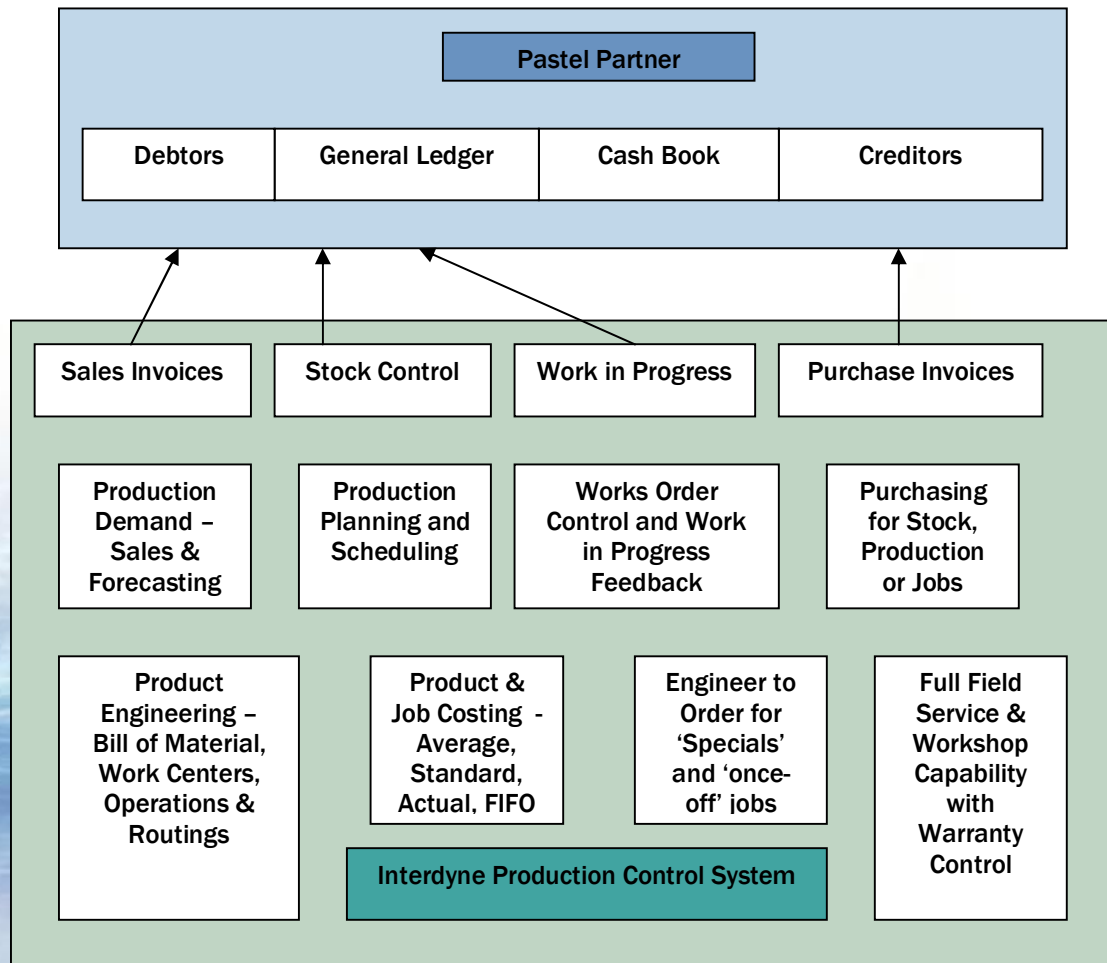 Pastel Partner
Debtors
General Ledger
Cash Book
Creditors
Sales Invoices
Stock Control
Work in Progress
Purchase Invoices
Production
Demand –
Sales &
Forecasting
Production
Planning and
Scheduling
Works Order
Control and Work
in Progress
Feedback
Purchasing
for Stock,
Production
or Jobs
Product
Engineering –
Bill of Material,
Work Centers,
Operations &
Routings
Product &
Job Costing -
Average,
Standard,
Actual, FIFO
Engineer to
Order for
‘Specials’
and ‘once-
off’ jobs
Full Field
Service &
Workshop
Capability
with
Warranty
Control
Interdyne Production Control System